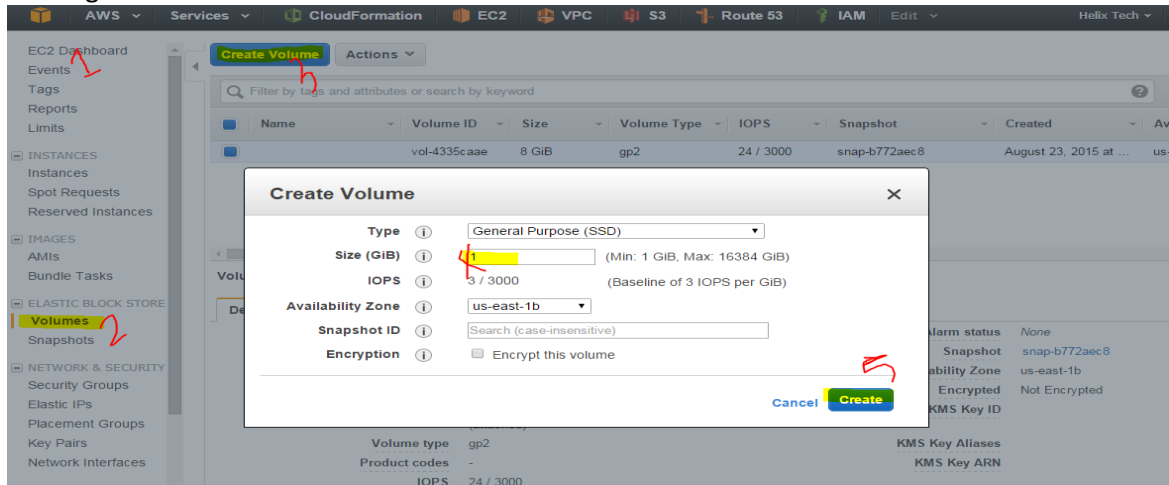 AWS Services CloudFormation EC2 VPC S3 Route 53 IAM Edit Helix Tech
EC2 Dashboard
Events
Tags
Reports
Limits
INSTANCES
Instances
Spot Requests
Reserved Instances
IMAGES
AMIs
Bundle Tasks
ELASTIC BLOCK STORE
Volumes
Snapshots
NETWORK & SECURITY
Security Groups
Elastic IPs
Placement Groups
Key Pairs
Network Interfaces
1
2
Create Volume Actions
Filter by tags and attributes or search by keyword
Name Volume ID Size Volume Type IOPS Snapshot Created
vol-4335caae 8 GiB gp2 24 / 3000 snap-b772aec8 August 23, 2015 at ...
Create Volume
Type General Purpose (SSD)
Size (GiB) 1 (Min: 1 GiB, Max: 16384 GiB)
IOPS 3 / 3000 (Baseline of 3 IOPS per GiB)
Availability Zone us-east-1b
Snapshot ID Search (case-insensitive)
Encryption Encrypt this volume
5
Cancel Create
Alarm status None
Snapshot snap-b772aec8
us-east-1b
Encrypted Not Encrypted
KMS Key ID
Volume type gp2
KMS Key Aliases
Product codes -
KMS Key ARN
IOPS 24 / 3000